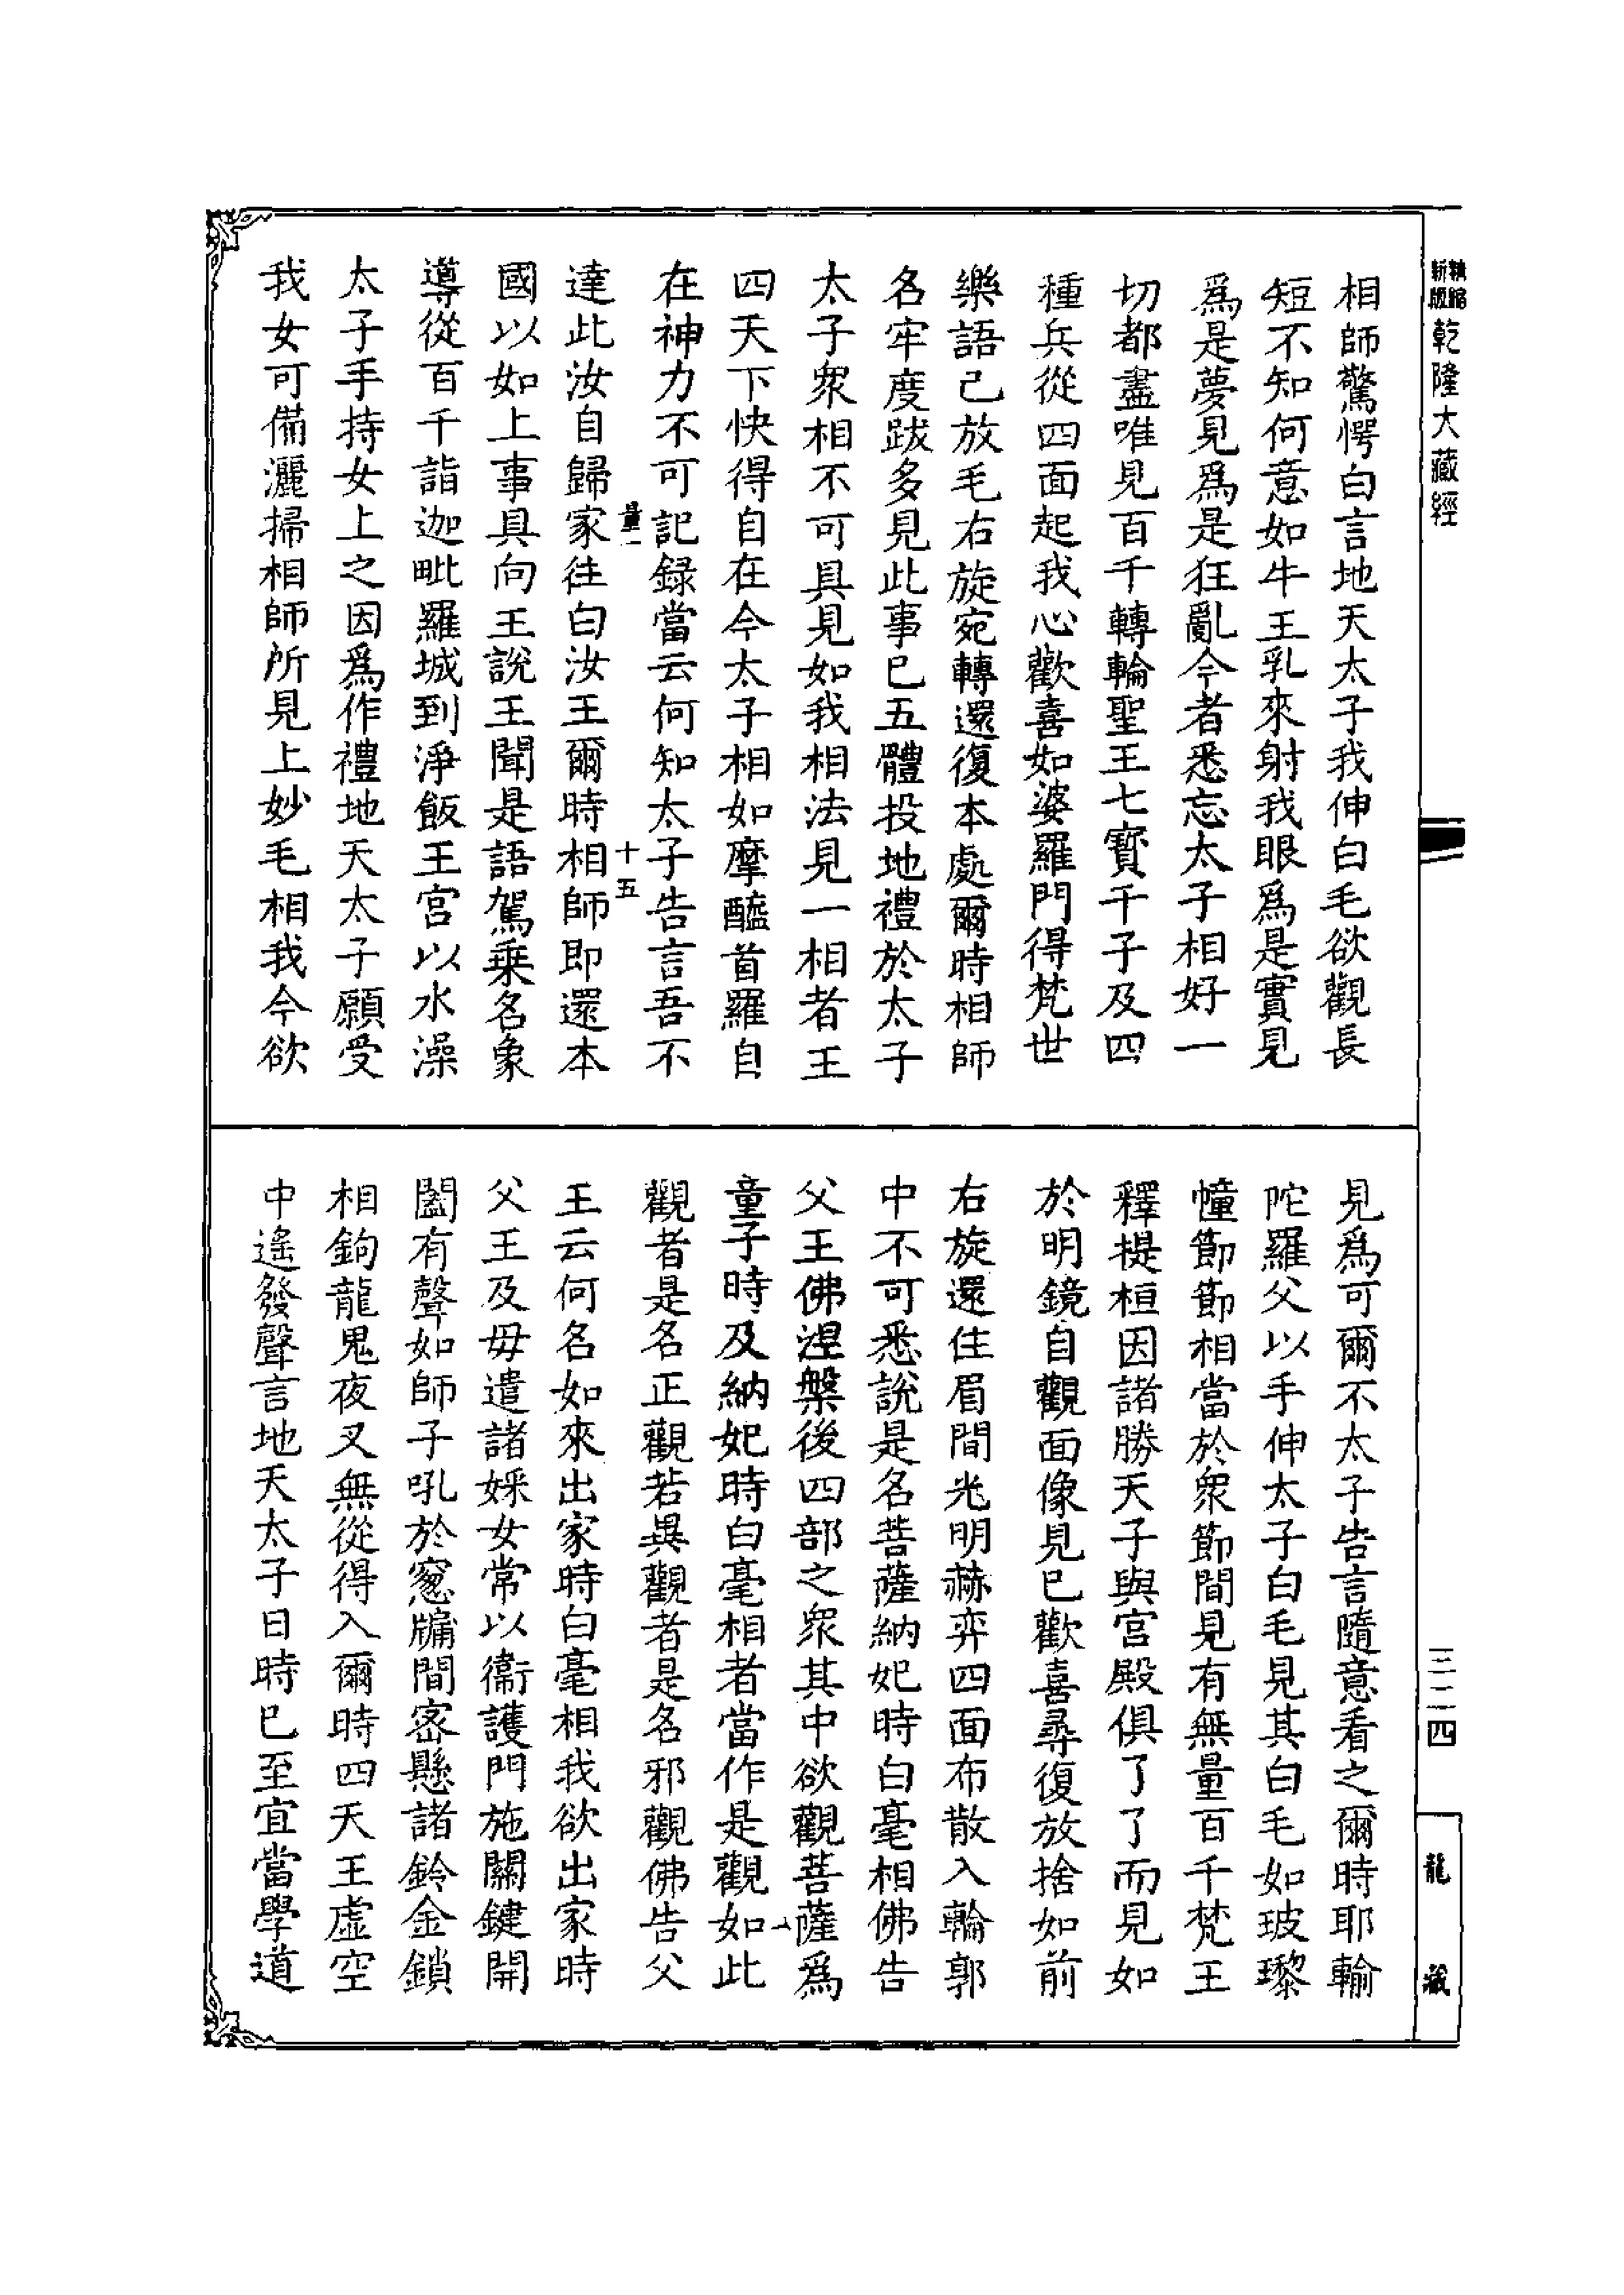 新版精縮乾隆大藏經
相師驚愕白言地天太子我伸白毛欲觀長
短不知何意如牛王乳來射我眼爲是實見
爲是夢見爲是狂亂今者悉忘太子相好一
切都盡唯見百千轉輪聖王七寶千子及四
種兵從四面起我心歡喜如婆羅門得梵世
樂語已放毛右旋宛轉還復本處爾時相師
名牢度跋多見此事已五體投地禮於太子
太子衆相不可具見如我相法見一相者王
四天下快得自在今太子相如摩醯首羅自
在神力不可記録當云何知太子告言吾不
量一 十五
達此汝自歸家往白汝王爾時相師即還本
國以如上事具向王說王聞是語駕乗名象
導從百千詣迦毗羅城到淨飯王宮以水澡
太子手持女上之因爲作禮地天太子願受
我女可備灑掃相師所見上妙毛相我今欲
見爲可爾不太子告言隨意看之爾時耶輸
陀羅父以手伸太子白毛見其白毛如玻瓈
幢節節相當於衆節間見有無量百千梵王
釋提桓因諸勝天子與宮殿俱了了而見如
於明鏡自觀面像見已歡喜尋復放捨如前
右旋還住眉間光明赫弈四面布散入輪郭
中不可悉說是名菩薩納妃時白毫相佛告
父王佛涅槃後四部之衆其中欲觀菩薩爲
童子時及納妃時白毫相者當作是觀如此
觀者是名正觀若異觀者是名邪觀佛告父
王云何名如來出家時白毫相我欲出家時
父王及母遣諸婇女常以衞護門施關鍵開
闔有聲如師子吼於窻牖間密懸諸鈴金鎖
相鉤龍鬼夜叉無從得入爾時四天王虛空
中遙發聲言地天太子日時已至宜當學道
三二四
龍藏